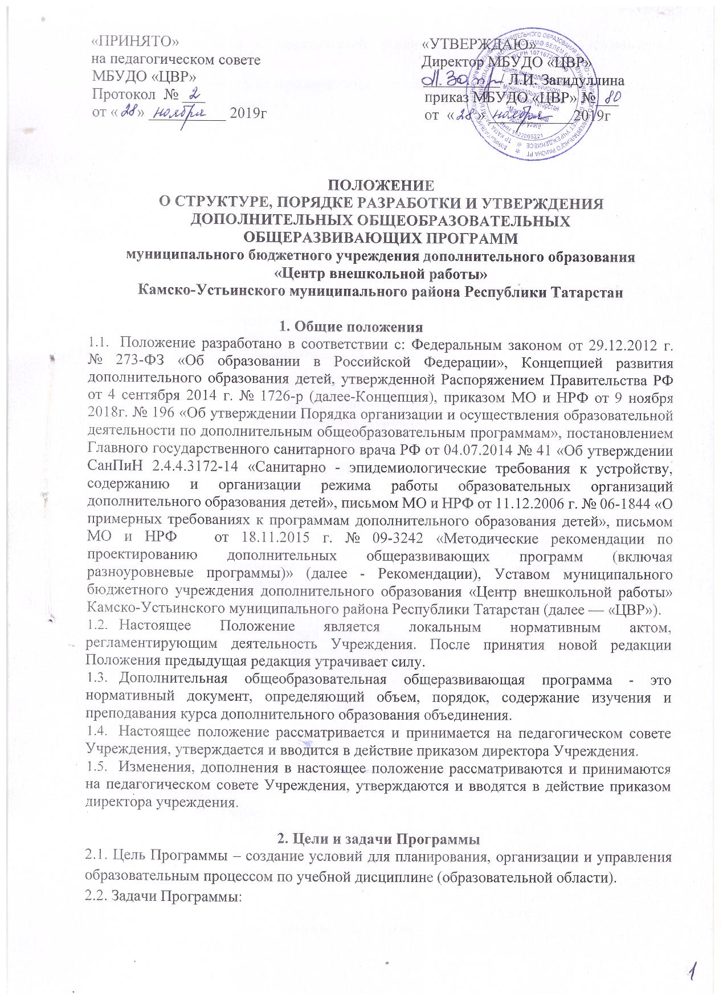 «ПРИНЯТО»
на педагогическом совете
МБУДО «ЦВР»
Протокол № 2
от «28» ноября 2019г
«УТВЕРЖДАЮ»
Директор МБУДО «ЦВР»
/ Л.И. Загидуллина
приказ МБУДО «ЦВР» № 80
от «28» ноября 2019г
ПОЛОЖЕНИЕ
О СТРУКТУРЕ, ПОРЯДКЕ РАЗРАБОТКИ И УТВЕРЖДЕНИЯ
ДОПОЛНИТЕЛЬНЫХ ОБЩЕОБРАЗОВАТЕЛЬНЫХ
ОБЩЕРАЗВИВАЮЩИХ ПРОГРАММ
муниципального бюджетного учреждения дополнительного образования
«Центр внешкольной работы»
Камско-Устьинского муниципального района Республики Татарстан
1. Общие положения
1.1. Положение разработано в соответствии с: Федеральным законом от 29.12.2012 г.
№ 273-ФЗ «Об образовании в Российской Федерации», Концепцией развития
дополнительного образования детей, утвержденной Распоряжением Правительства РФ
от 4 сентября 2014 г. № 1726-р (далее-Концепция), приказом МО и НРФ от 9 ноября
2018г. № 196 «Об утверждении Порядка организации и осуществления образовательной
деятельности по дополнительным общеобразовательным программам», постановлением
Главного государственного санитарного врача РФ от 04.07.2014 № 41 «Об утверждении
СанПиН 2.4.4.3172-14 «Санитарно - эпидемиологические требования к устройству,
содержанию и организации режима работы образовательных организаций
дополнительного образования детей», письмом МО и НРФ от 11.12.2006 г. № 06-1844 «О
примерных требованиях к программам дополнительного образования детей», письмом
МО и НРФ от 18.11.2015 г. № 09-3242 «Методические рекомендации по
проектированию дополнительных общеразвивающих программ (включая
разноуровневые программы)» (далее - Рекомендации), Уставом муниципального
бюджетного учреждения дополнительного образования «Центр внешкольной работы»
Камско-Устьинского муниципального района Республики Татарстан (далее — «ЦВР»).
1.2. Настоящее Положение является локальным нормативным актом,
регламентирующим деятельность Учреждения. После принятия новой редакции
Положения предыдущая редакция утрачивает силу.
1.3. Дополнительная общеобразовательная общеразвивающая программа - это
нормативный документ, определяющий объем, порядок, содержание изучения и
преподавания курса дополнительного образования объединения.
1.4. Настоящее положение рассматривается и принимается на педагогическом совете
Учреждения, утверждается и вводится в действие приказом директора Учреждения.
1.5. Изменения, дополнения в настоящее положение рассматриваются и принимаются
на педагогическом совете Учреждения, утверждаются и вводятся в действие приказом
директора учреждения.
2. Цели и задачи Программы
2.1. Цель Программы – создание условий для планирования, организации и управления
образовательным процессом по учебной дисциплине (образовательной области).
2.2. Задачи Программы:
1